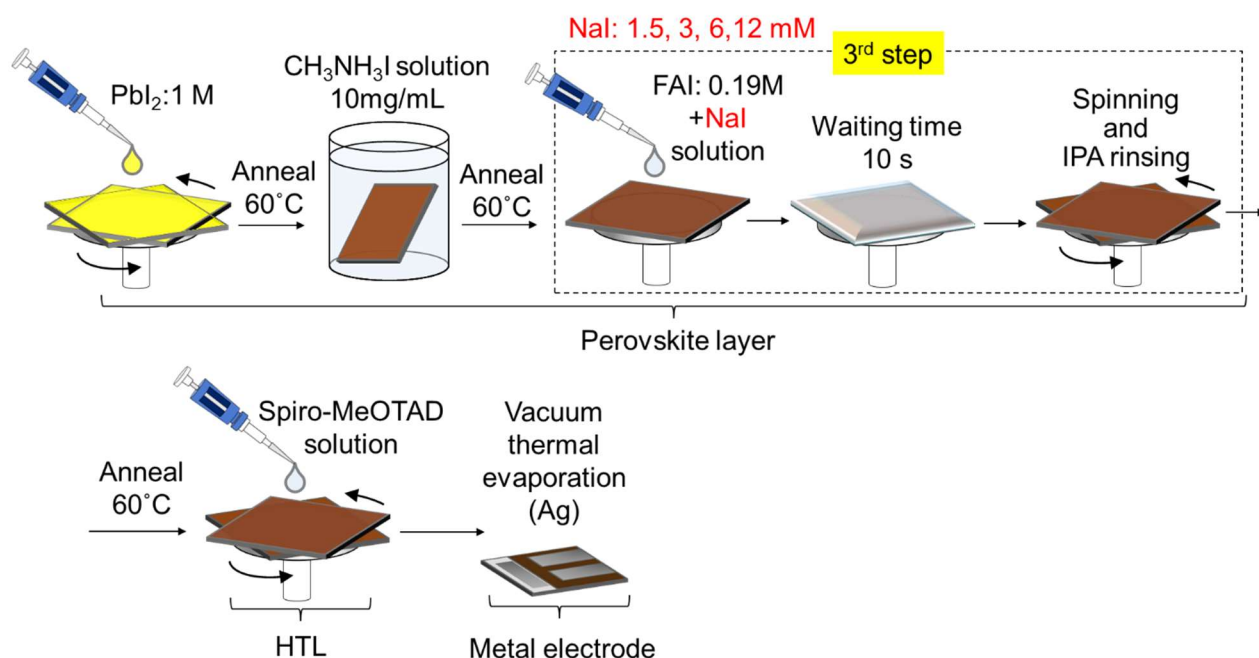 NaI: 1.5, 3, 6,12 mM
3rd step
PbI2:1 M
Anneal
60˚C
CH3NH3I solution
10mg/mL
Anneal
60˚C
FAI: 0.19M
+NaI
solution
Waiting time
10 s
Spinning
and
IPA rinsing
Perovskite layer
Anneal
60˚C
Spiro-MeOTAD
solution
HTL
Vacuum
thermal
evaporation
(Ag)
Metal electrode